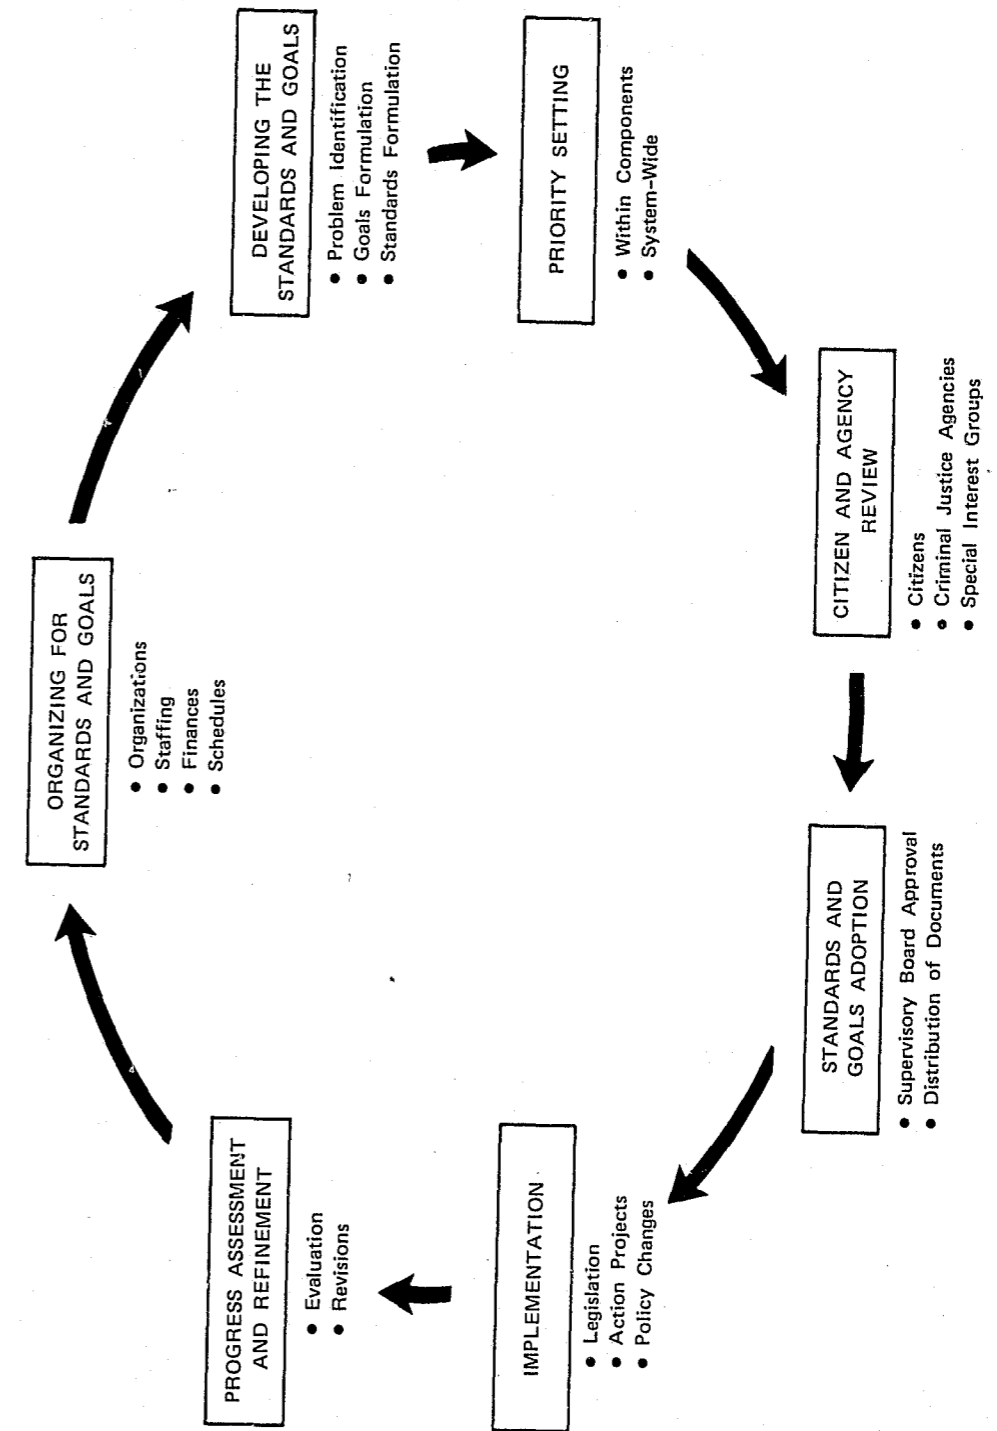 ORGANIZING FOR
STANDARDS AND GOALS
● Organizations
● Staffing
● Finances
● Schedules
DEVELOPING THE
STANDARDS AND GOALS
● Problem Identification
● Goals Formulation
● Standards Formulation
PRIORITY SETTING
● Within Components
● System-Wide
CITIZEN AND AGENCY
REVIEW
● Citizens
● Criminal Justice Agencies
● Special Interest Groups
STANDARDS AND
GOALS ADOPTION
● Supervisory Board Approval
● Distribution of Documents
IMPLEMENTATION
● Legislation
● Action Projects
● Policy Changes
PROGRESS ASSESSMENT
AND REFINEMENT
● Evaluation
● Revisions